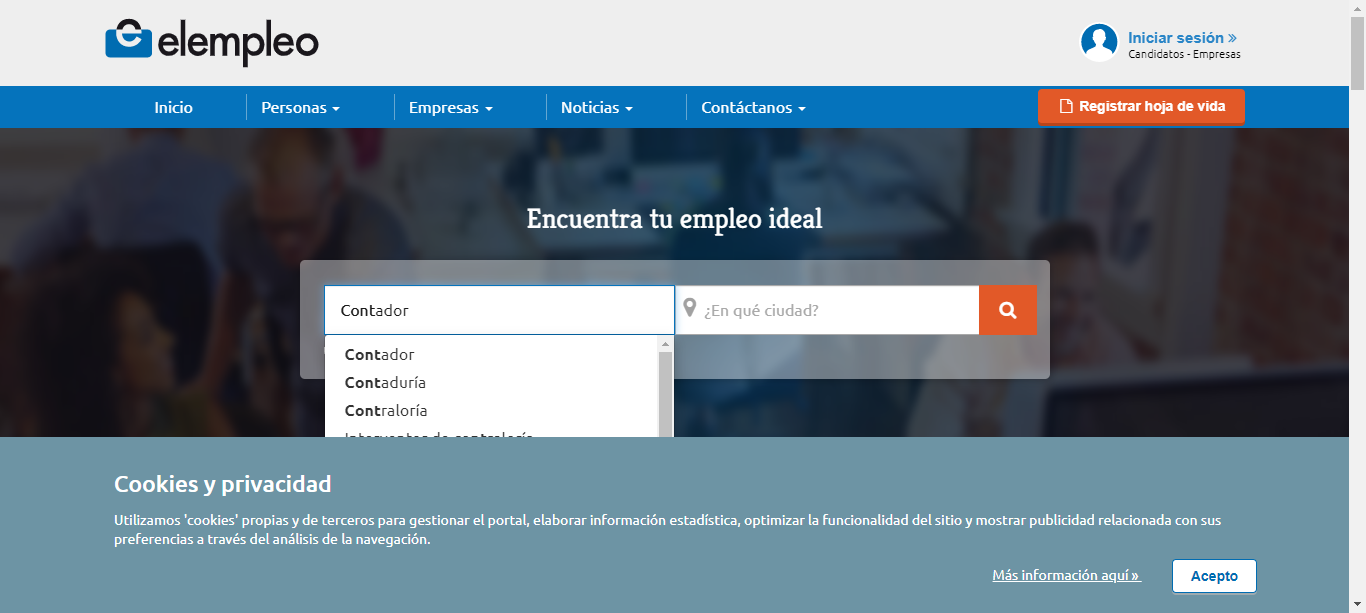 elempleo
Iniciar sesión »
Candidatos - Empresas
Inicio
Personas
Empresas
Noticias
Contáctanos
Registrar hoja de vida
Encuentra tu empleo ideal
Contador
¿En qué ciudad?
Contador
Contaduría
Contraloría
Interventor de contraloría
Cookies y privacidad
Utilizamos 'cookies' propias y de terceros para gestionar el portal, elaborar información estadística, optimizar la funcionalidad del sitio y mostrar publicidad relacionada con sus
preferencias a través del análisis de la navegación.
Más información aquí »
Acepto